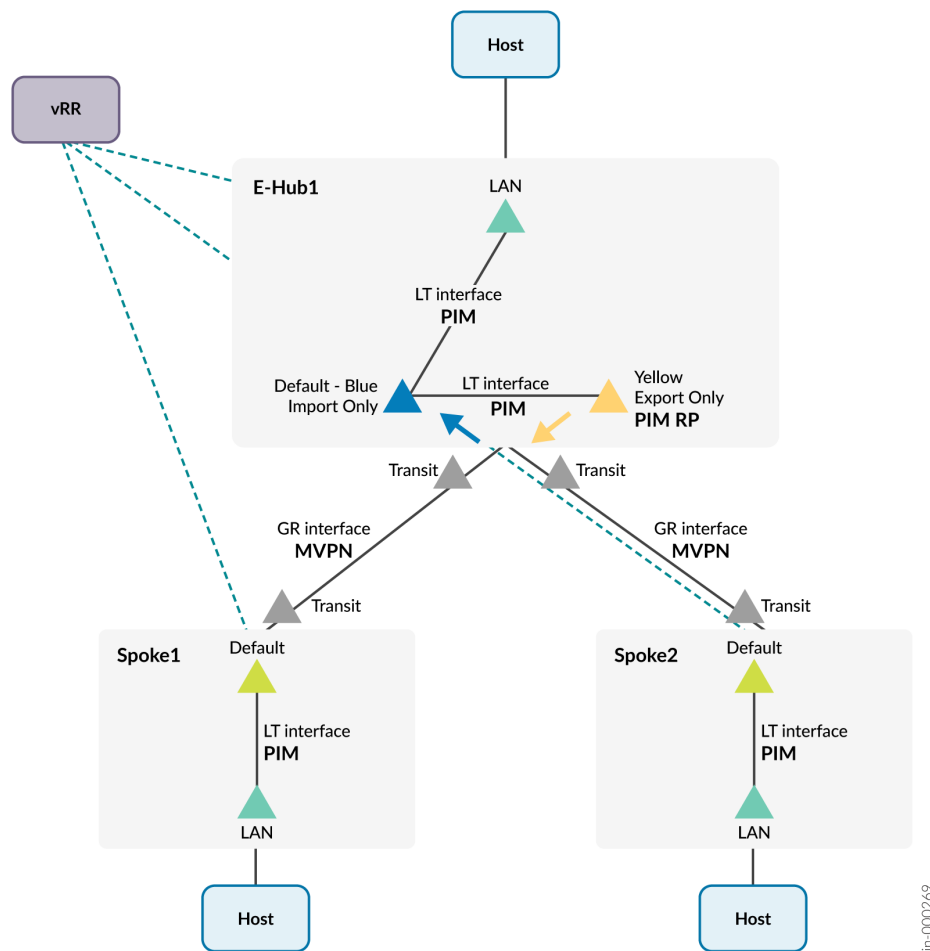 Host
vRR
E-Hub1
LAN
LT interface
PIM
Default - Blue
Import Only
LT interface
PIM
Yellow
Export Only
PIM RP
Transit
Transit
GR interface
MVPN
GR interface
MVPN
Transit
Transit
Spoke1
Default
LT interface
PIM
LAN
Spoke2
Default
LT interface
PIM
LAN
Host
Host
jn-000269